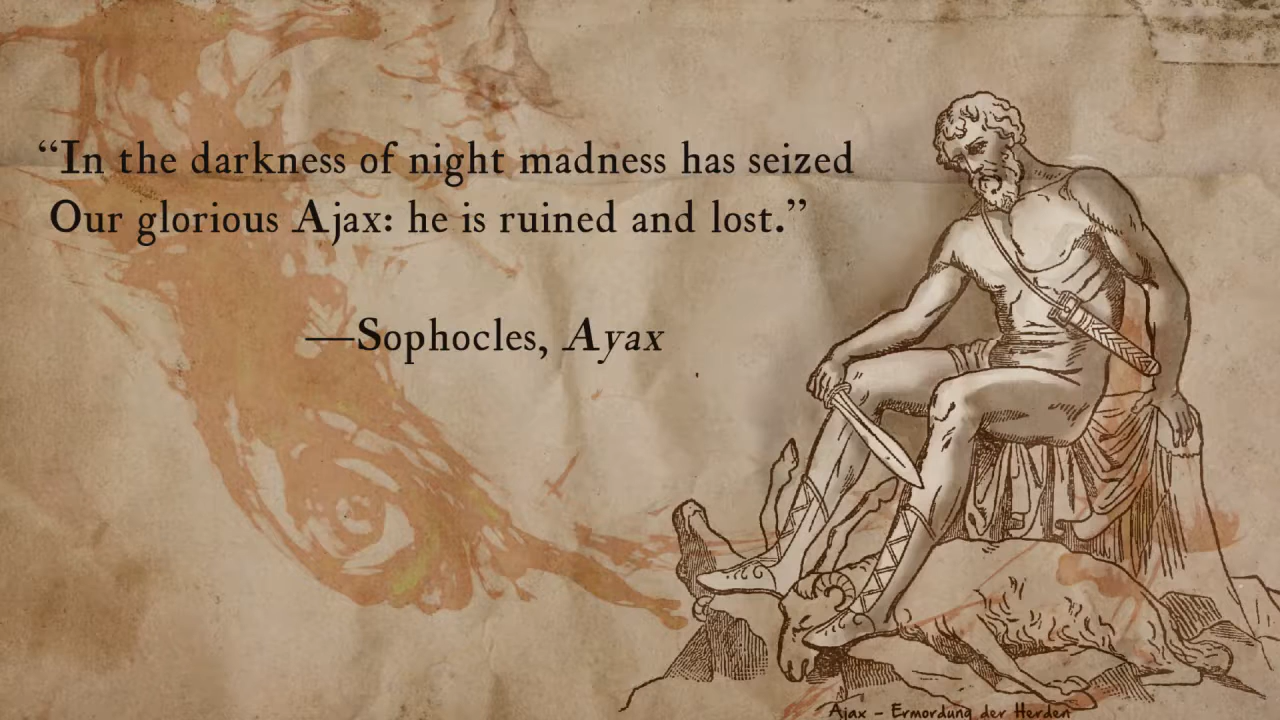 “In the darkness of night madness has seized
Our glorious Ajax: he is ruined and lost.”
—Sophocles, Ayax
Ajax – Ermordung der Herden